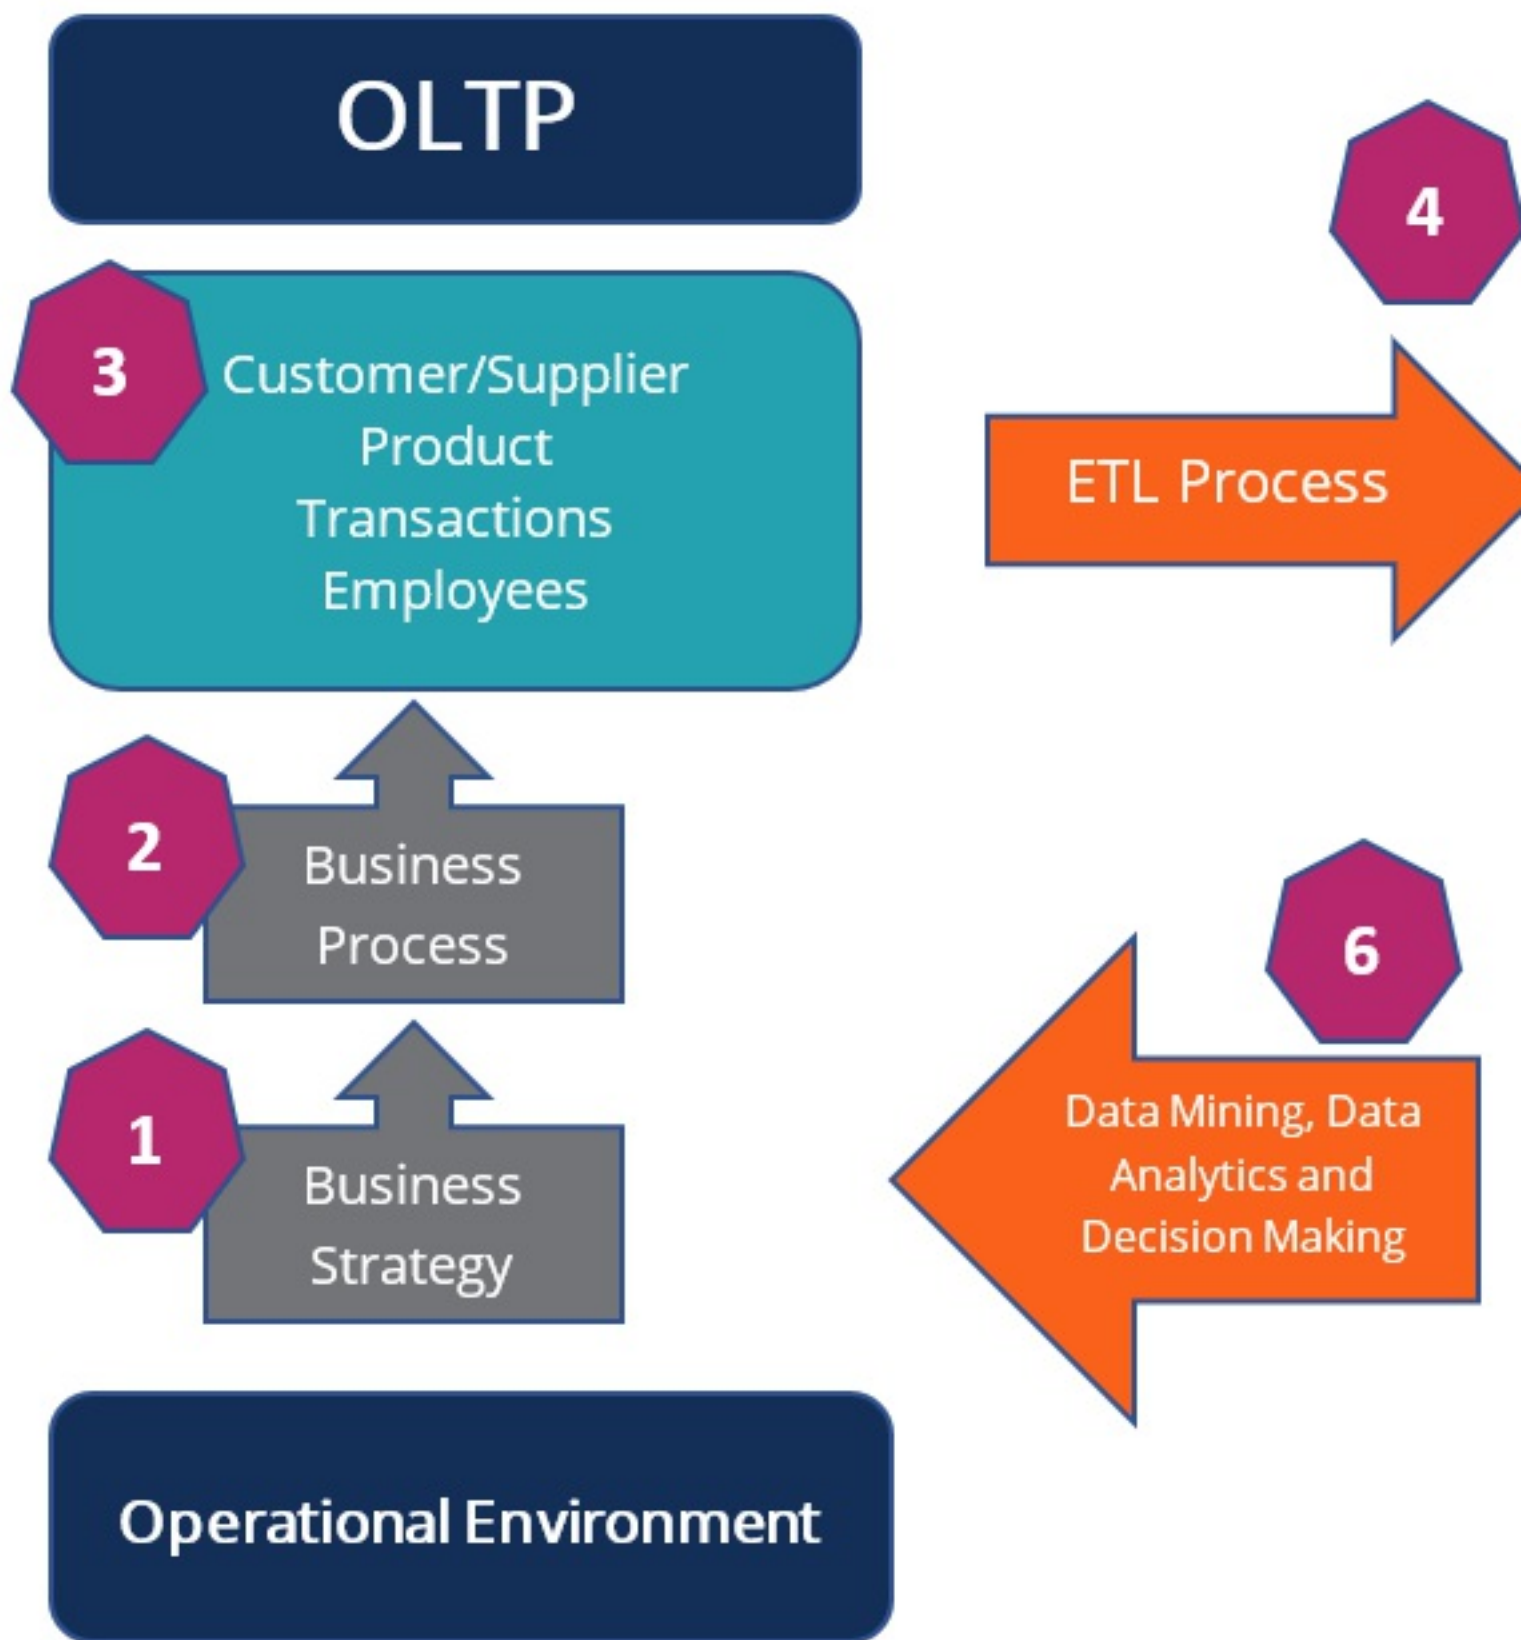 OLTP
4
3
Customer/Supplier
Product
Transactions
Employees
ETL Process
2
Business
Process
6
1
Business
Strategy
Data Mining, Data
Analytics and
Decision Making
Operational Environment